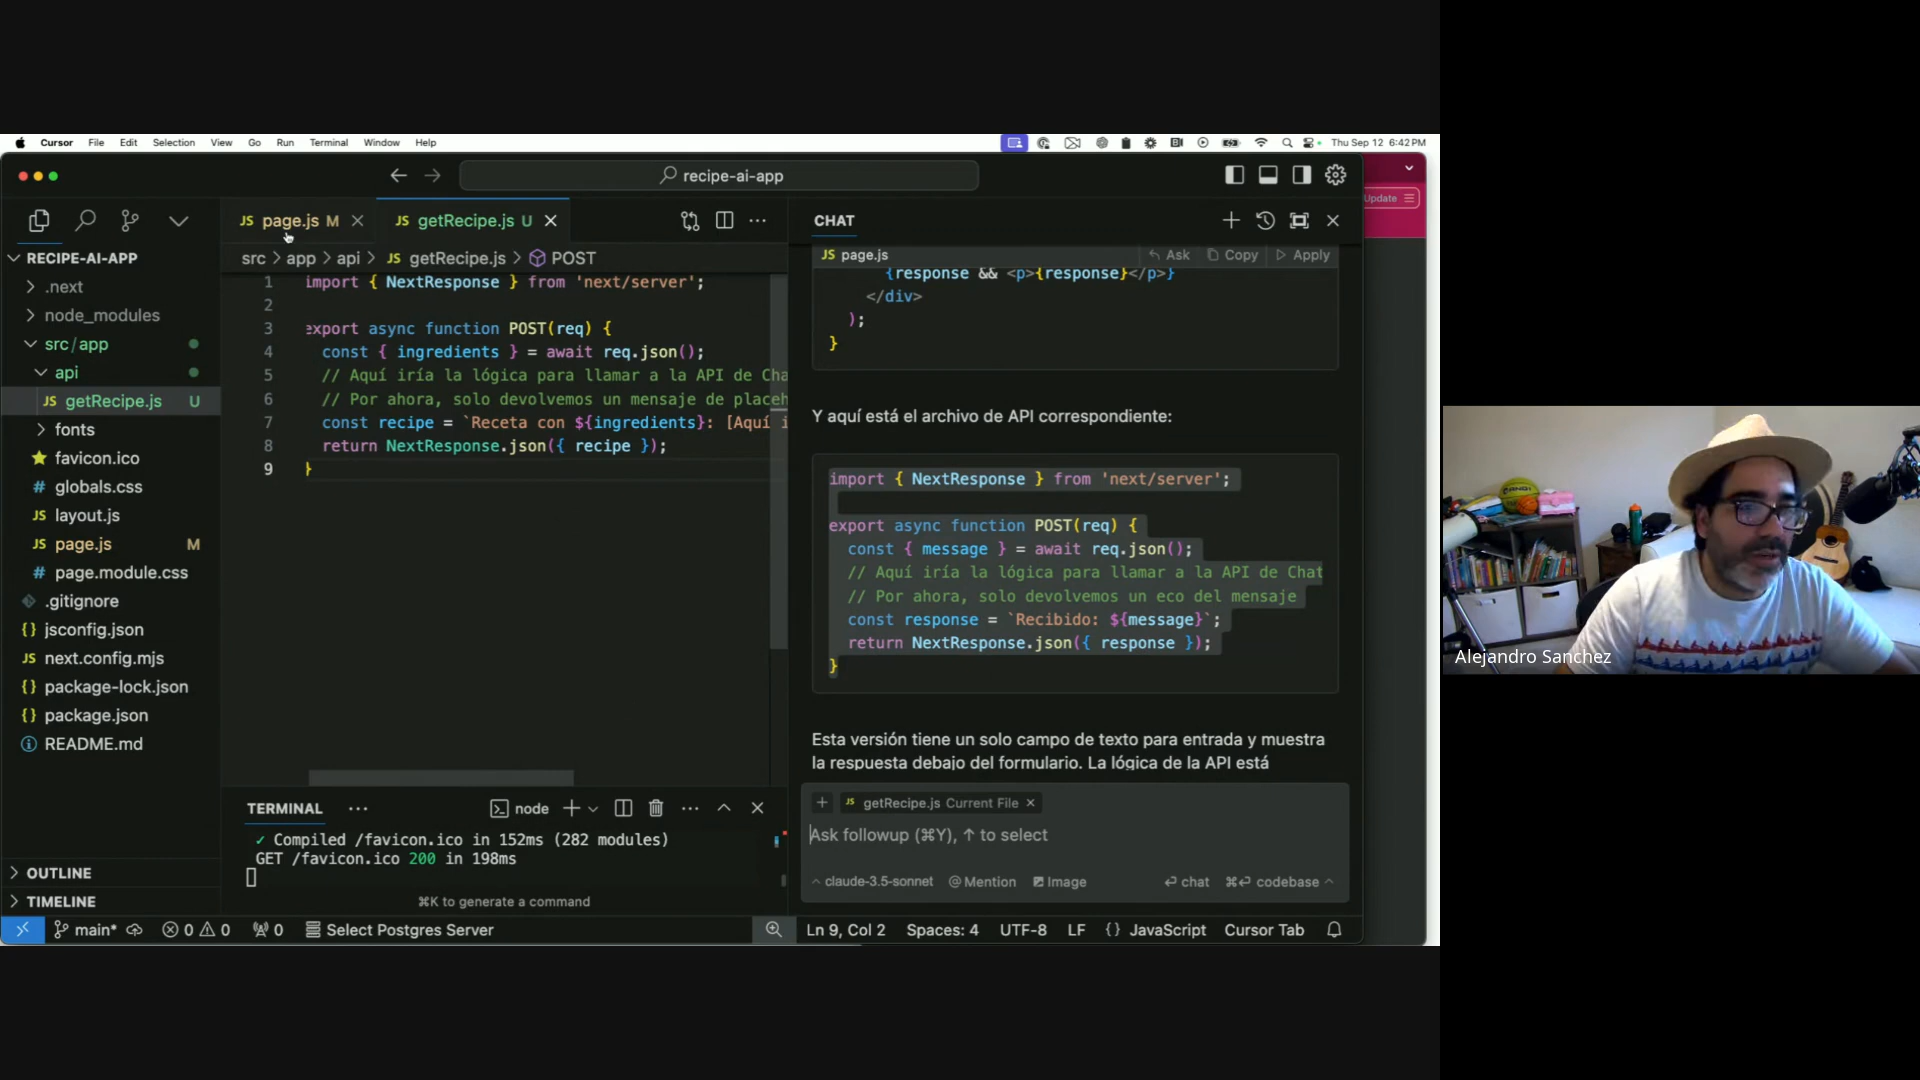 Cursor File Edit Selection View Go Run Terminal Window Help
Thu Sep 12 6:42 PM
recipe-ai-app
Update
page.js M
getRecipe.js U
src > app > api > getRecipe.js > POST
RECIPE-AI-APP
.next
node_modules
src/app
api
getRecipe.js U
fonts
favicon.ico
globals.css
layout.js
page.js M
page.module.css
.gitignore
jsconfig.json
next.config.mjs
package-lock.json
package.json
README.md
OUTLINE
TIMELINE
1 import { NextResponse } from 'next/server';
2
3 export async function POST(req) {
4 const { ingredients } = await req.json();
5 // Aquí iría la lógica para llamar a la API de Cha
6 // Por ahora, solo devolvemos un mensaje de placeh
7 const recipe = `Receta con ${ingredients}: [Aquí i
8 return NextResponse.json({ recipe });
9 }
TERMINAL
node
✓ Compiled /favicon.ico in 152ms (282 modules)
GET /favicon.ico 200 in 198ms
⌘K to generate a command
CHAT
page.js Ask Copy Apply
{response && <p>{response}</p>}
</div>
);
}
Y aquí está el archivo de API correspondiente:
import { NextResponse } from 'next/server';
export async function POST(req) {
const { message } = await req.json();
// Aquí iría la lógica para llamar a la API de Chat
// Por ahora, solo devolvemos un eco del mensaje
const response = `Recibido: ${message}`;
return NextResponse.json({ response });
}
Esta versión tiene un solo campo de texto para entrada y muestra
la respuesta debajo del formulario. La lógica de la API está
getRecipe.js Current File
Ask followup (⌘Y), ↑ to select
claude-3.5-sonnet @ Mention Image chat ⌘ codebase
main* 0 0 0 Select Postgres Server
Ln 9, Col 2 Spaces: 4 UTF-8 LF {} JavaScript Cursor Tab
Alejandro Sanchez